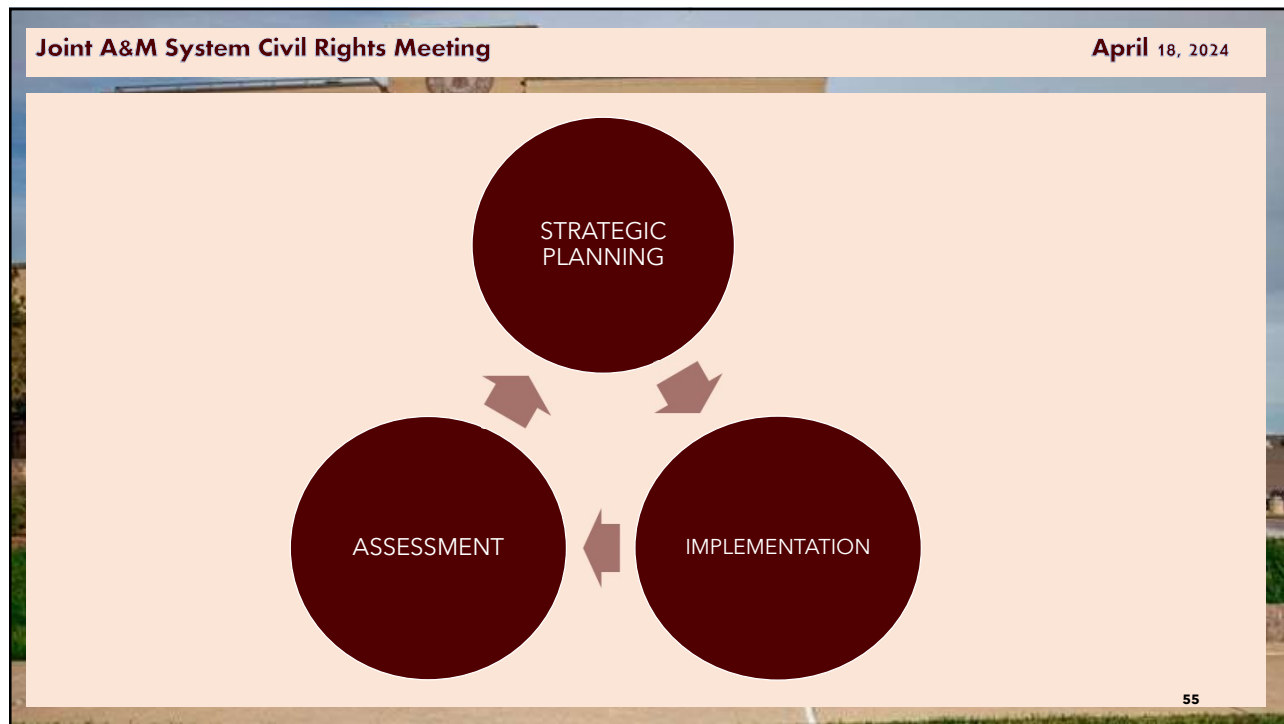 Joint A&M System Civil Rights Meeting
April 18, 2024
STRATEGIC
PLANNING
ASSESSMENT
IMPLEMENTATION
55